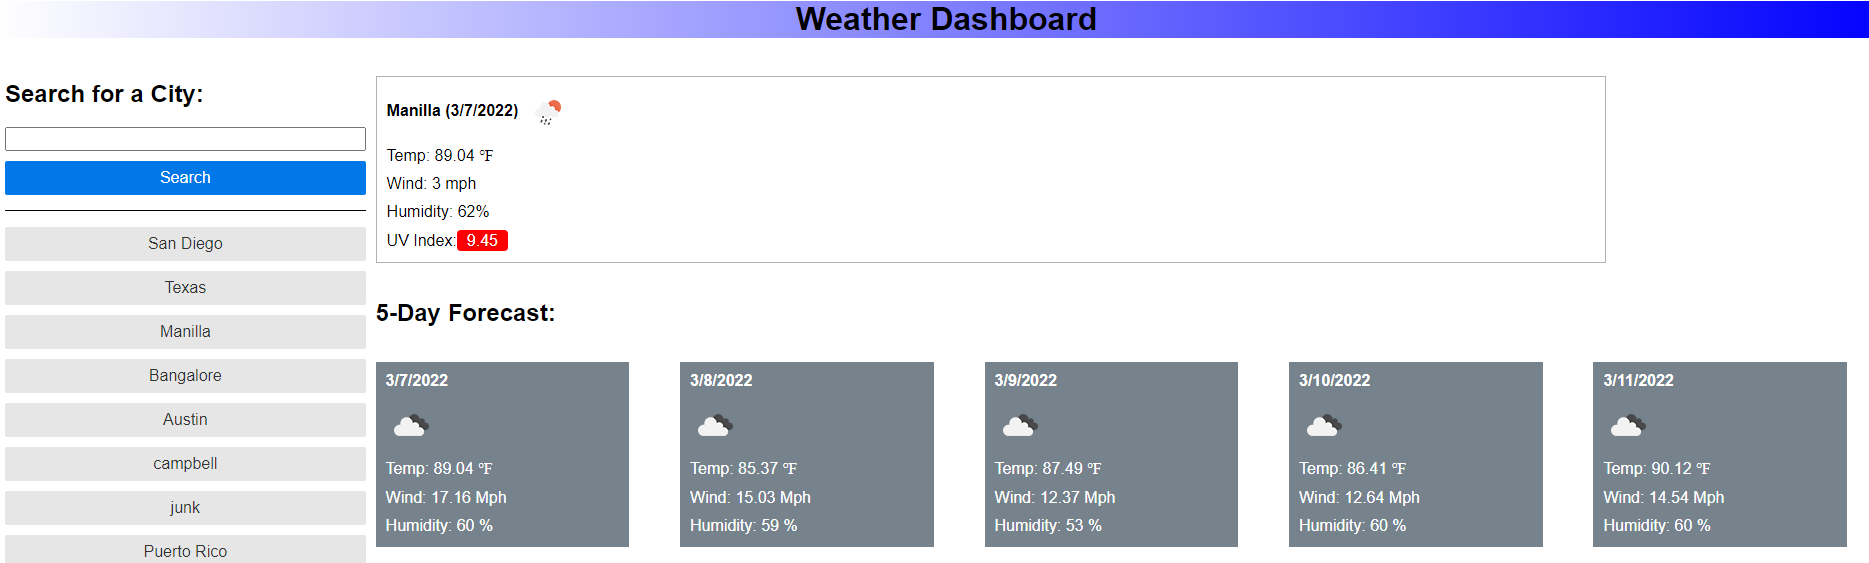 Weather Dashboard
Search for a City:
Search
San Diego
Texas
Manilla
Bangalore
Austin
campbell
junk
Puerto Rico
Manilla (3/7/2022)
Temp: 89.04 °F
Wind: 3 mph
Humidity: 62%
UV Index: 9.45
5-Day Forecast:
3/7/2022
Temp: 89.04 °F
Wind: 17.16 Mph
Humidity: 60 %
3/8/2022
Temp: 85.37 °F
Wind: 15.03 Mph
Humidity: 59 %
3/9/2022
Temp: 87.49 °F
Wind: 12.37 Mph
Humidity: 53 %
3/10/2022
Temp: 86.41 °F
Wind: 12.64 Mph
Humidity: 60 %
3/11/2022
Temp: 90.12 °F
Wind: 14.54 Mph
Humidity: 60 %